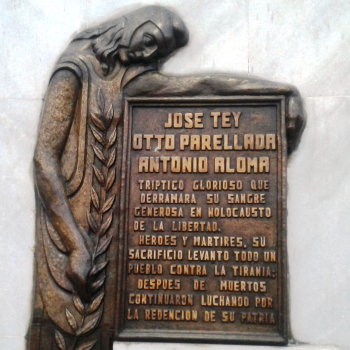 JOSE TEY
OTTO PARELLADA
ANTONIO ALOMA
TRIPTICO GLORIOSO QUE
DERRAMARA SU SANGRE
GENEROSA EN HOLOCAUSTO
DE LA LIBERTAD.
HEROES Y MARTIRES, SU
SACRIFICIO LEVANTO TODO UN
PUEBLO CONTRA LA TIRANIA.
DESPUES DE MUERTOS
CONTINUARON LUCHANDO POR
LA REDENCION DE SU PATRIA